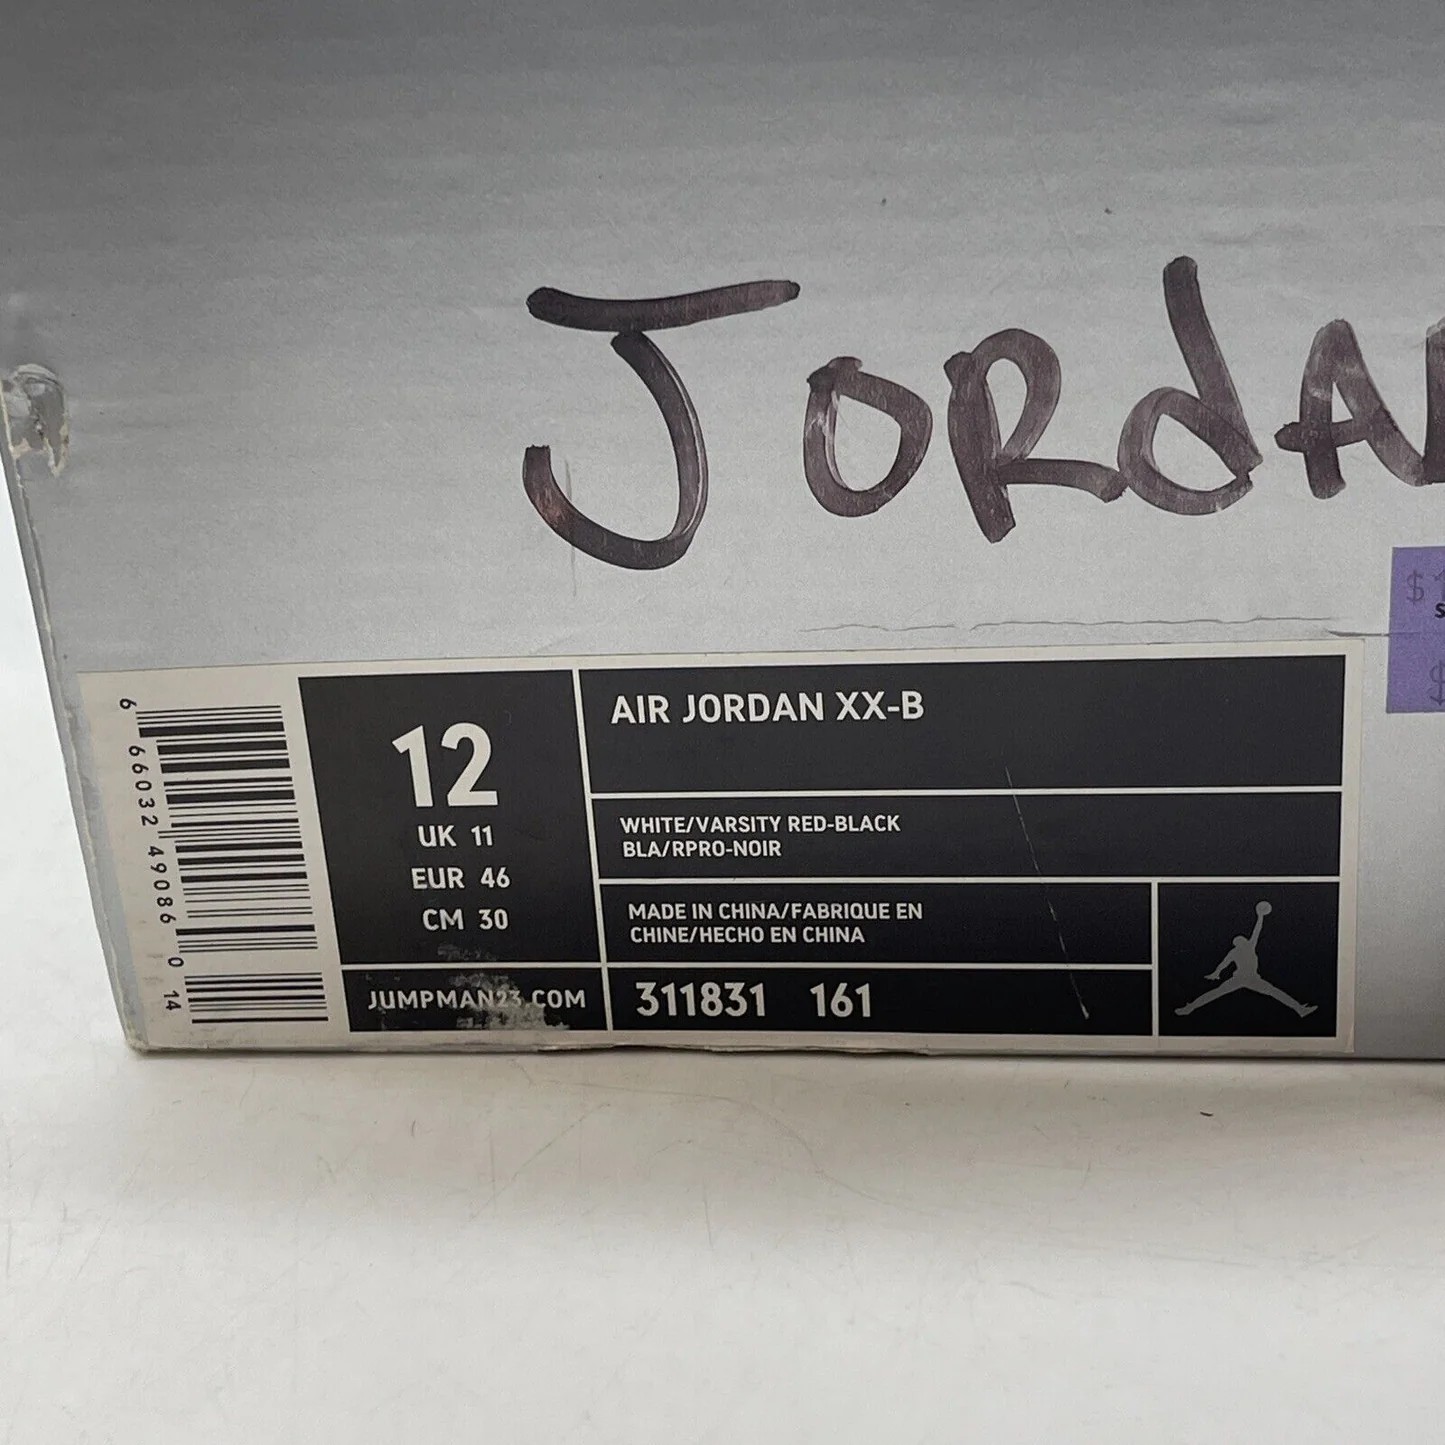 JORdA
$
$
AIR JORDAN XX-B
12
UK 11
EUR 46
CM 30
WHITE/VARSITY RED-BLACK
BLA/RPRO-NOIR
MADE IN CHINA/FABRIQUE EN
CHINE/HECHO EN CHINA
JUMPMAN23.COM
311831 161
6 66032 49086 0 14